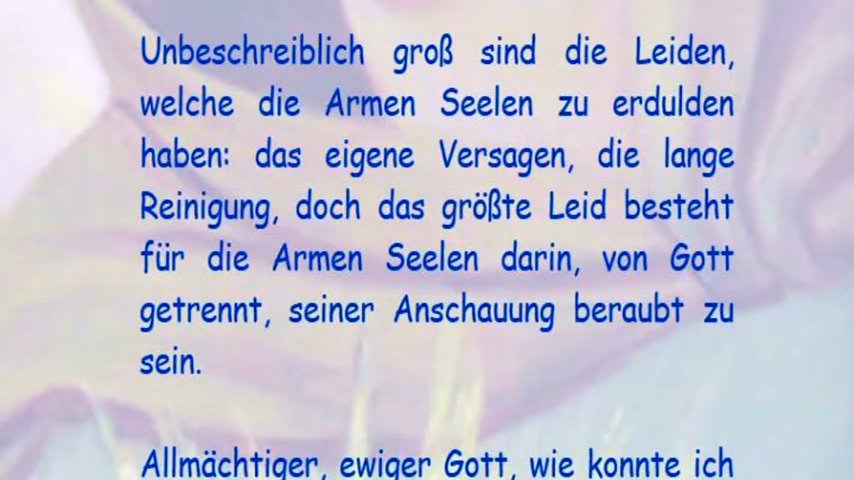 Unbeschreiblich groß sind die Leiden,
welche die Armen Seelen zu erdulden
haben: das eigene Versagen, die lange
Reinigung, doch das größte Leid besteht
für die Armen Seelen darin, von Gott
getrennt, seiner Anschauung beraubt zu
sein.
Allmächtiger, ewiger Gott, wie konnte ich